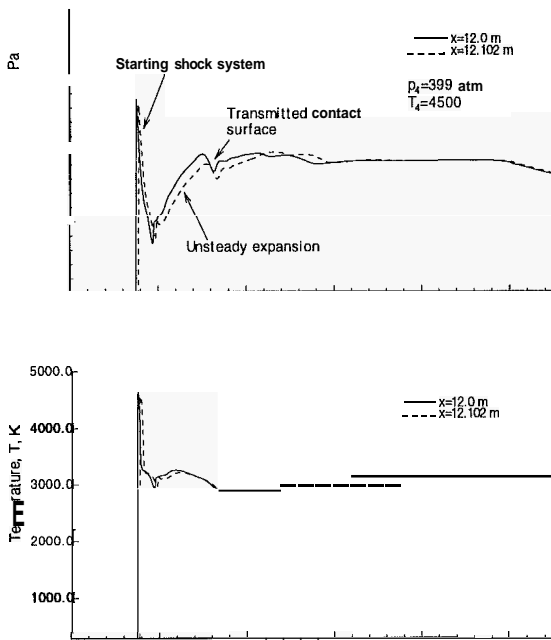 Pa
x=12.0 m
x=12.102 m
Starting shock system
p4=399 atm
T4=4500
Transmitted contact
surface
Unsteady expansion
5000.0
x=12.0 m
x=12.102 m
4000.0
3000.0
2000.0
1000.0
T, K